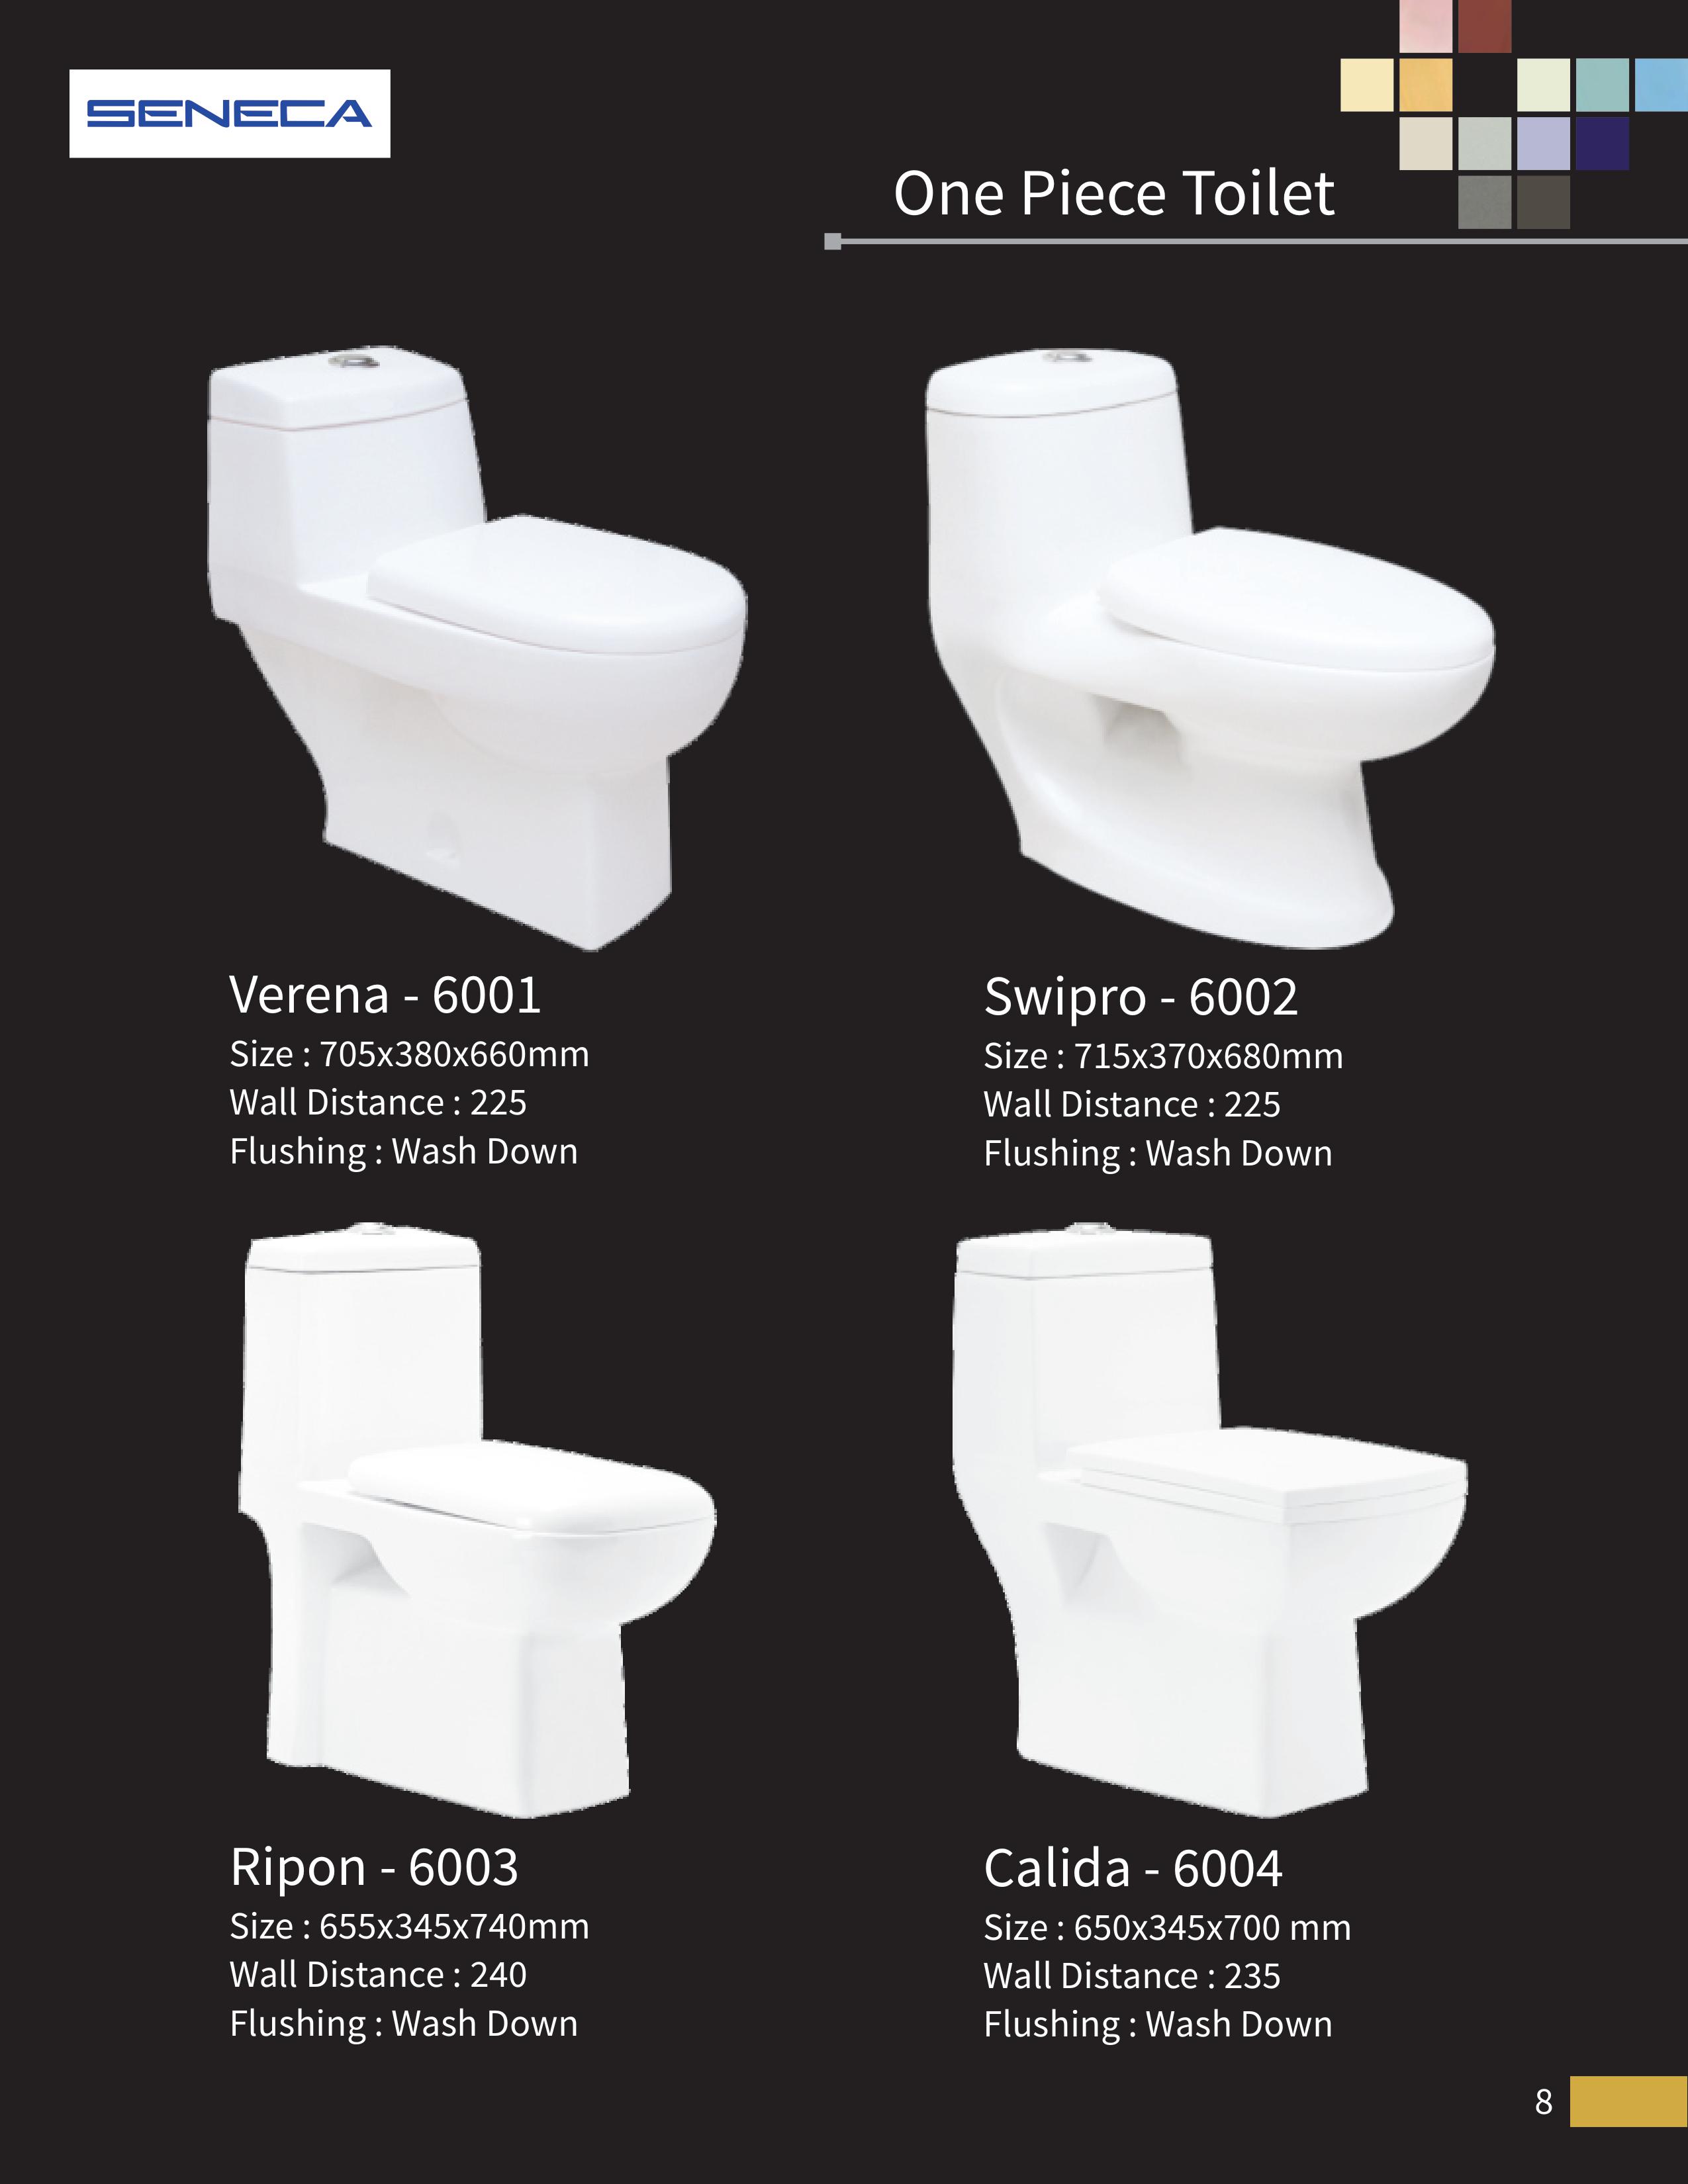 SENECA
One Piece Toilet
Verena - 6001
Size : 705x380x660mm
Wall Distance : 225
Flushing : Wash Down
Swipro - 6002
Size : 715x370x680mm
Wall Distance : 225
Flushing : Wash Down
Ripon - 6003
Size : 655x345x740mm
Wall Distance : 240
Flushing : Wash Down
Calida - 6004
Size : 650x345x700 mm
Wall Distance : 235
Flushing : Wash Down
8